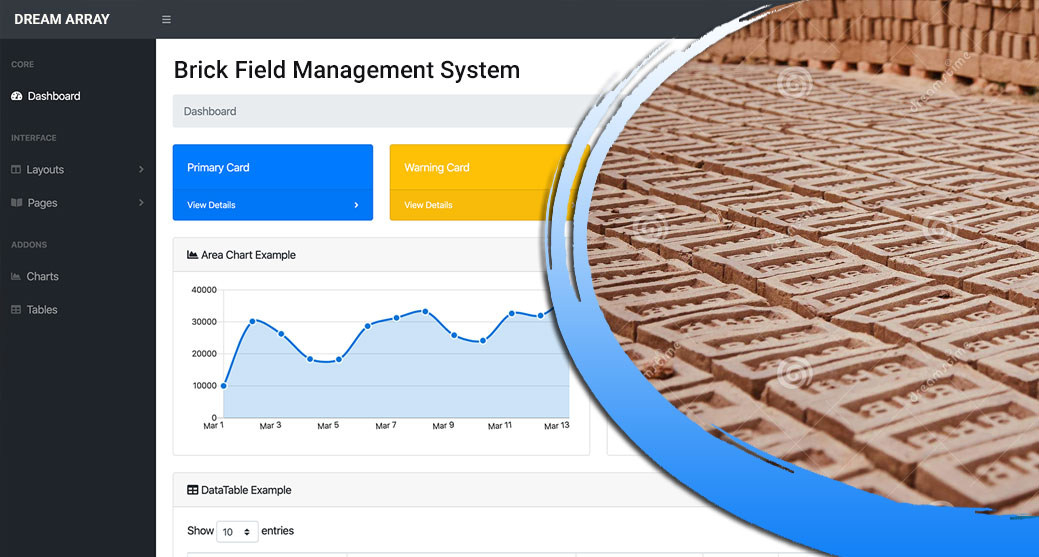 DREAM ARRAY
Brick Field Management System
CORE
Dashboard
Dashboard
INTERFACE
Layouts
Pages
ADDONS
Charts
Tables
Primary Card
View Details
Warning Card
View Details
Area Chart Example
40000
30000
20000
10000
0
Mar 1 Mar 3 Mar 5 Mar 7 Mar 9 Mar 11 Mar 13
DataTable Example
Show 10 entries